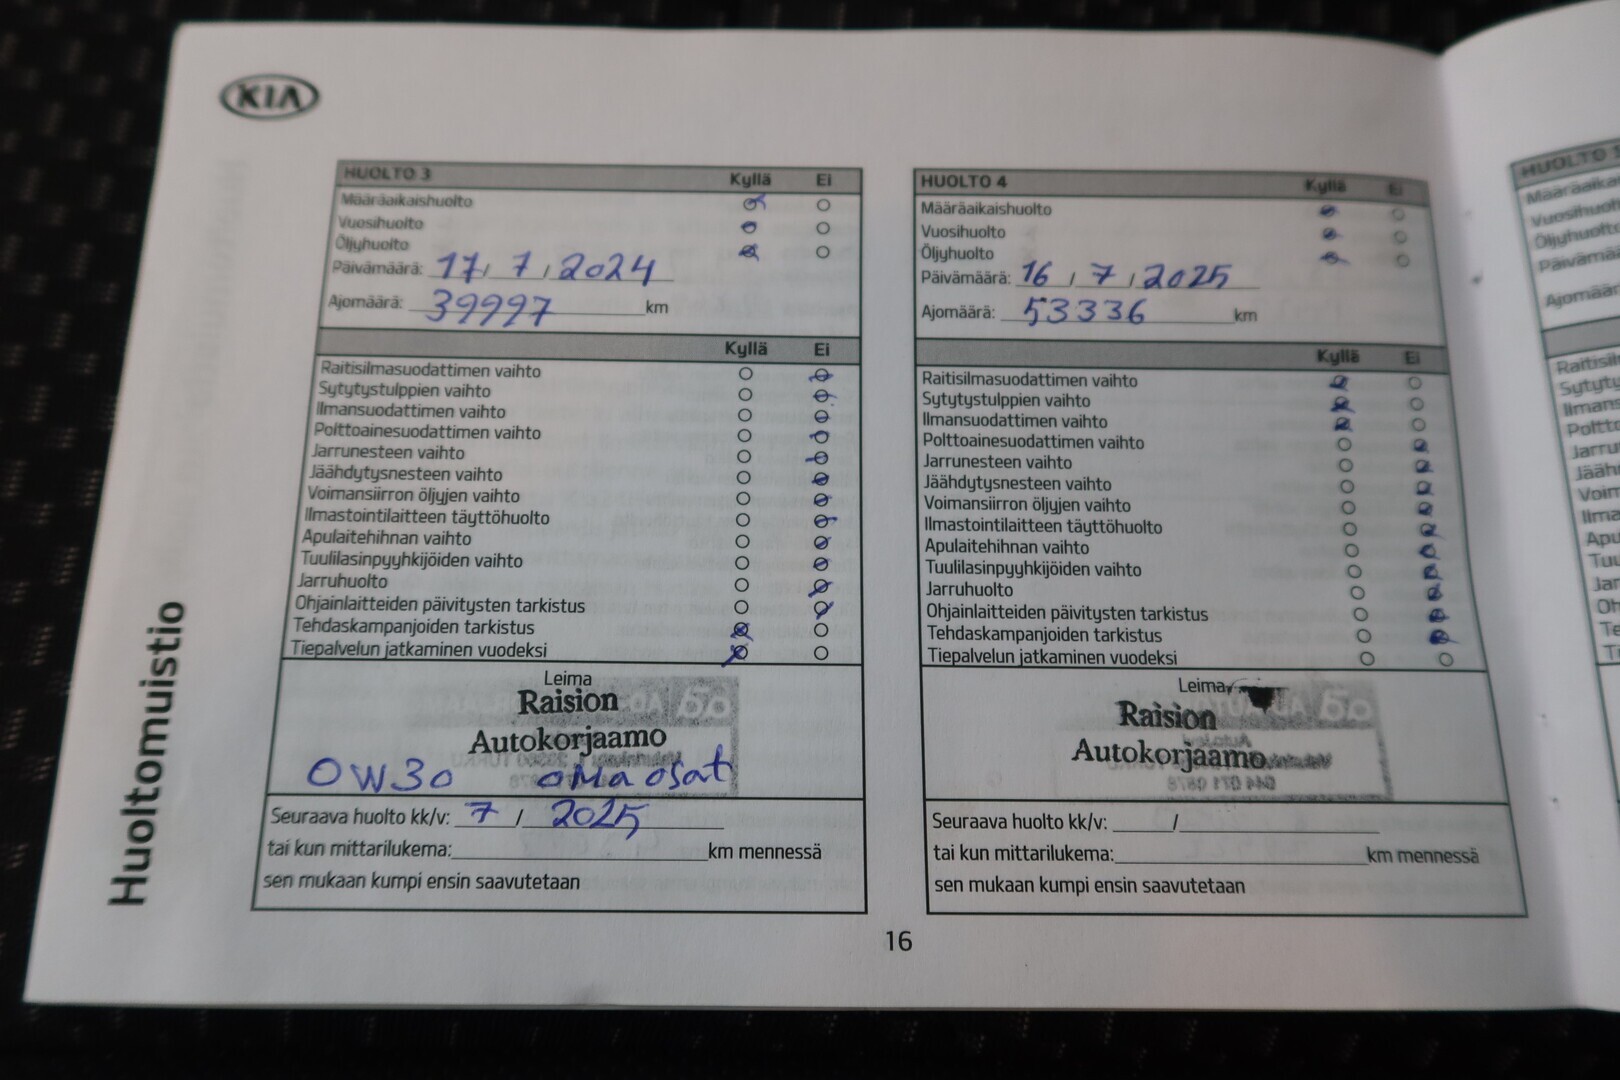 KIA
Huoltomuistio
HUOLTO 3 Kyllä Ei
Määräaikaishuolto
Vuosihuolto
Öljyhuolto
Päivämäärä: 17 / 7 / 2024
Ajomäärä: 39997 km
Kyllä Ei
Raitisilmasuodattimen vaihto
Sytytystulppien vaihto
Ilmansuodattimen vaihto
Polttoainesuodattimen vaihto
Jarrunesteen vaihto
Jäähdytysnesteen vaihto
Voimansiirron öljyjen vaihto
Ilmastointilaitteen täyttöhuolto
Apulaitehihnan vaihto
Tuulilasinpyyhkijöiden vaihto
Jarruhuolto
Ohjainlaitteiden päivitysten tarkistus
Tehdaskampanjoiden tarkistus
Tiepalvelun jatkaminen vuodeksi
Leima
Raision
Autokorjaamo
0W30 oma osat
Seuraava huolto kk/v: 7 / 2025
tai kun mittarilukema: km mennessä
sen mukaan kumpi ensin saavutetaan
HUOLTO 4 Kyllä Ei
Määräaikaishuolto
Vuosihuolto
Öljyhuolto
Päivämäärä: 16 / 7 / 2025
Ajomäärä: 53336 km
Kyllä Ei
Raitisilmasuodattimen vaihto
Sytytystulppien vaihto
Ilmansuodattimen vaihto
Polttoainesuodattimen vaihto
Jarrunesteen vaihto
Jäähdytysnesteen vaihto
Voimansiirron öljyjen vaihto
Ilmastointilaitteen täyttöhuolto
Apulaitehihnan vaihto
Tuulilasinpyyhkijöiden vaihto
Jarruhuolto
Ohjainlaitteiden päivitysten tarkistus
Tehdaskampanjoiden tarkistus
Tiepalvelun jatkaminen vuodeksi
Leima
Raision
Autokorjaamo
Seuraava huolto kk/v: /
tai kun mittarilukema: km mennessä
sen mukaan kumpi ensin saavutetaan
16